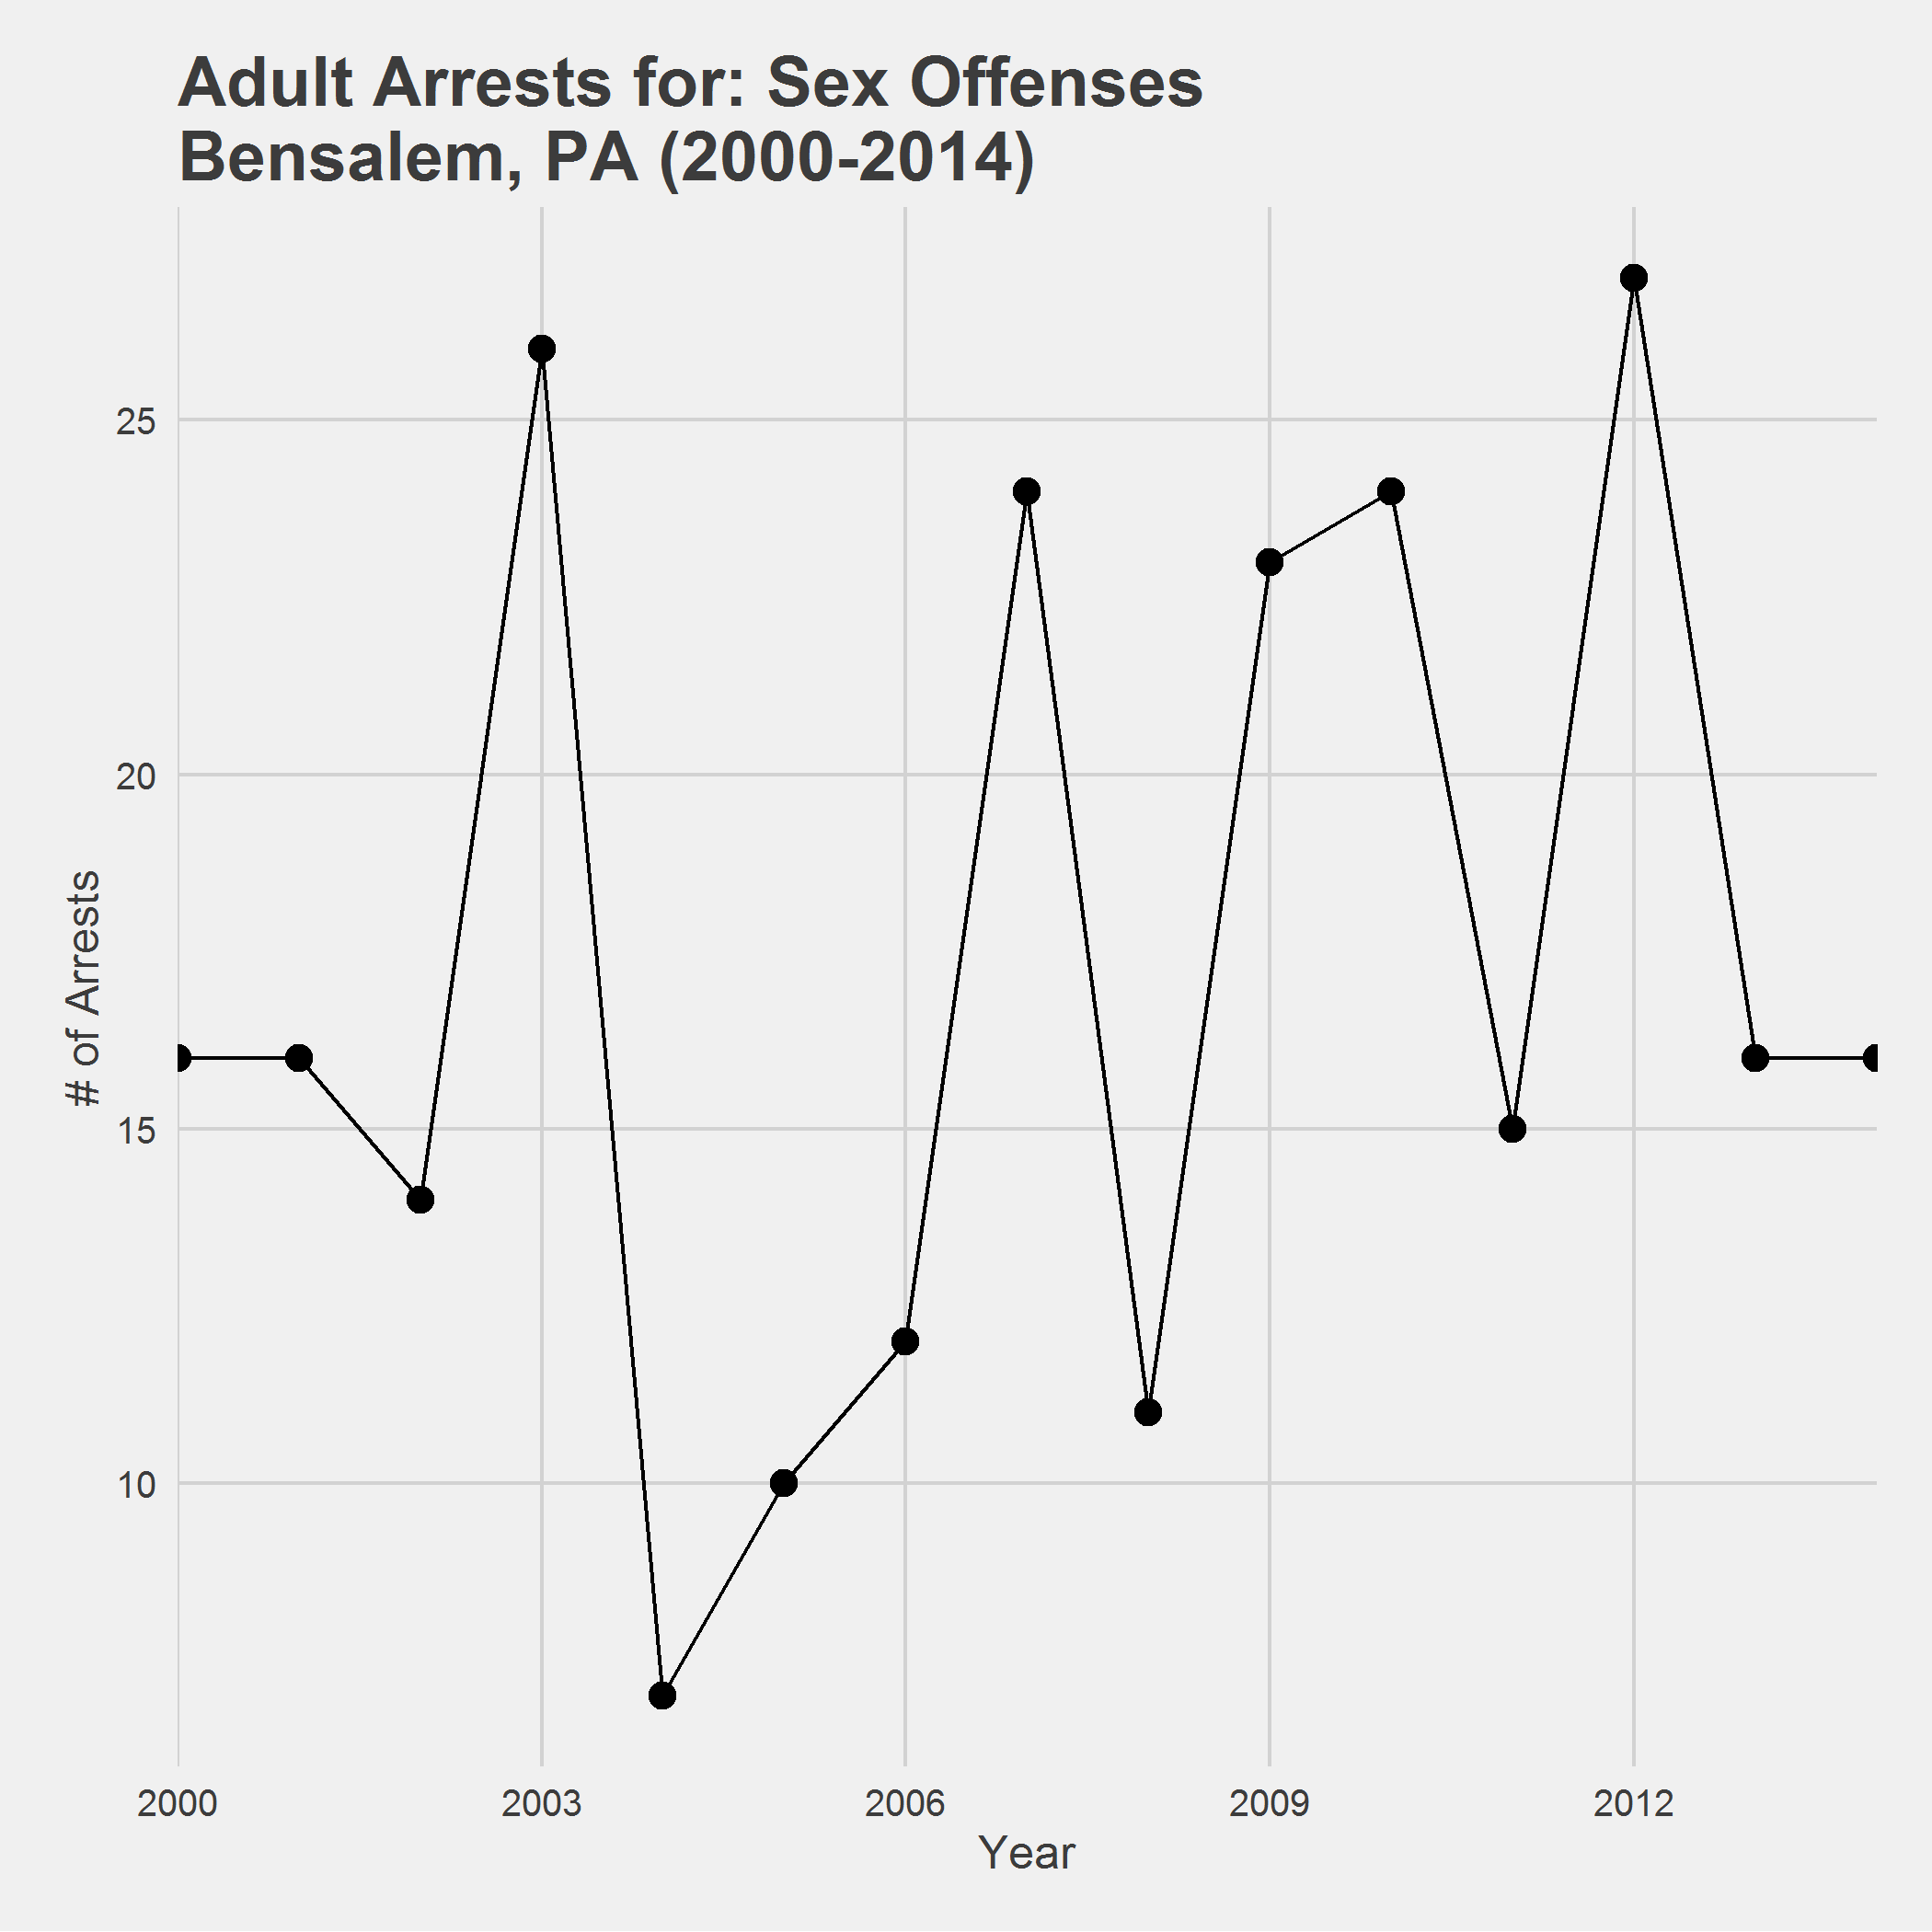 Adult Arrests for: Sex Offenses
Bensalem, PA (2000-2014)
# of Arrests
25
20
15
10
2000 2003 2006 2009 2012
Year